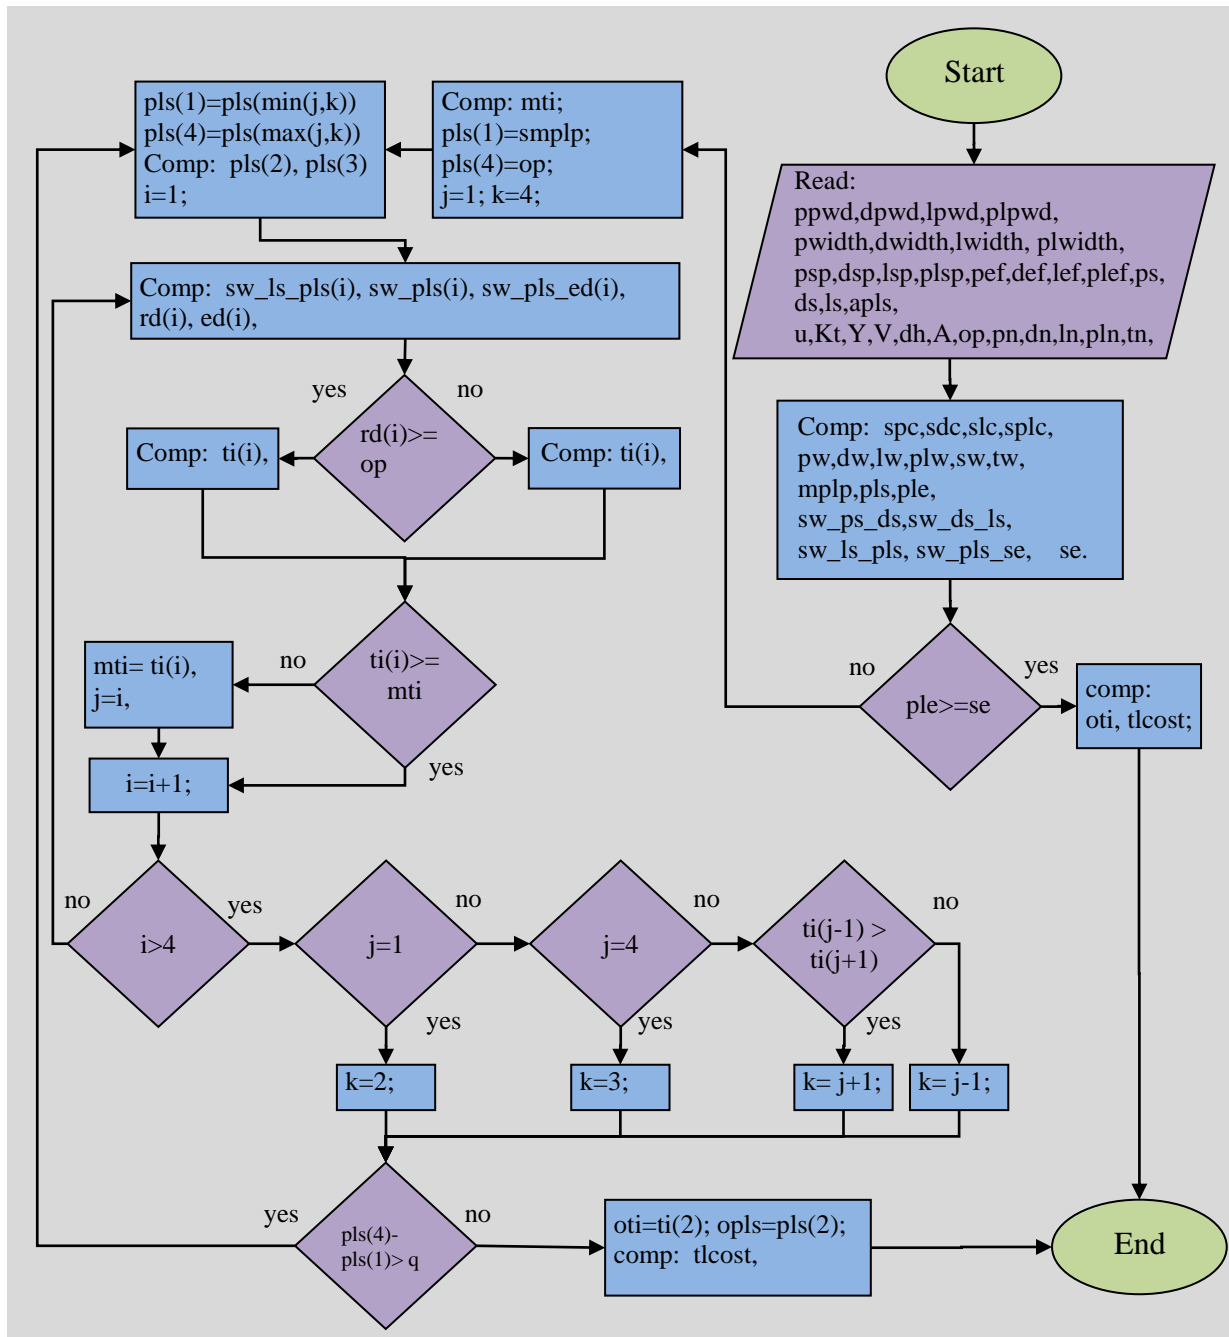 Start
Read:
ppwd,dpwd,lpwd,plpwd,
pwidth,dwidth,lwidth, plwidth,
psp,dsp,lsp,plsp,pef,def,lef,plef,ps,
ds,ls,apls,
u,Kt,Y,V,dh,A,op,pn,dn,ln,pln,tn,
Comp: spc,sdc,slc,splc,
pw,dw,lw,plw,sw,tw,
mplp,pls,ple,
sw_ps_ds,sw_ds_ls,
sw_ls_pls, sw_pls_se, se.
no
yes
ple>=se
comp:
oti, tlcost;
Comp: mti;
pls(1)=smplp;
pls(4)=op;
j=1; k=4;
pls(1)=pls(min(j,k))
pls(4)=pls(max(j,k))
Comp: pls(2), pls(3)
i=1;
Comp: sw_ls_pls(i), sw_pls(i), sw_pls_ed(i),
rd(i), ed(i),
yes
no
rd(i)>=
op
Comp: ti(i),
Comp: ti(i),
ti(i)>=
mti
no
yes
mti= ti(i),
j=i,
i=i+1;
no
i>4
yes
j=1
no
yes
j=4
no
yes
ti(j-1) >
ti(j+1)
no
yes
k=2;
k=3;
k= j+1;
k= j-1;
yes
pls(4)-
pls(1)> q
no
oti=ti(2); opls=pls(2);
comp: tlcost,
End